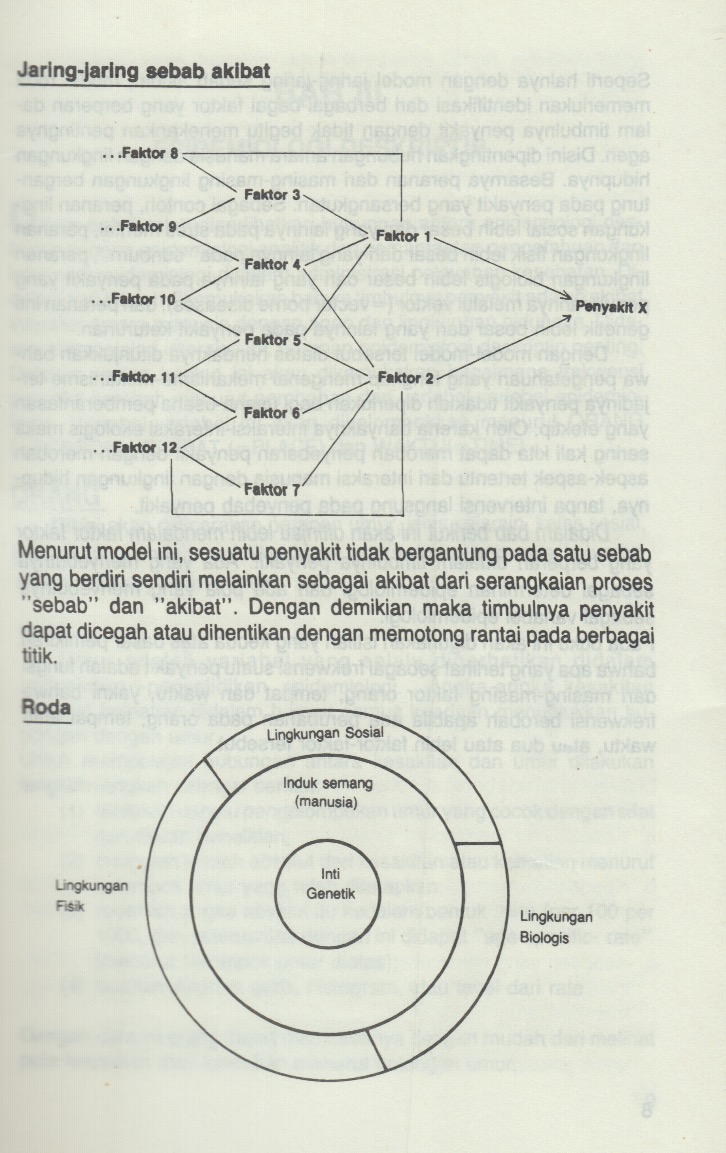 Jaring-jaring sebab akibat
...Faktor 8
Faktor 3
...Faktor 9
Faktor 1
Faktor 4
...Faktor 10
Penyakit X
Faktor 5
...Faktor 11
Faktor 2
Faktor 6
...Faktor 12
Faktor 7
Menurut model ini, sesuatu penyakit tidak bergantung pada satu sebab
yang berdiri sendiri melainkan sebagai akibat dari serangkaian proses
"sebab" dan "akibat". Dengan demikian maka timbulnya penyakit
dapat dicegah atau dihentikan dengan memotong rantai pada berbagai
titik.
Roda
Lingkungan Sosial
Induk semang
(manusia)
Inti
Genetik
Lingkungan
Fisik
Lingkungan
Biologis